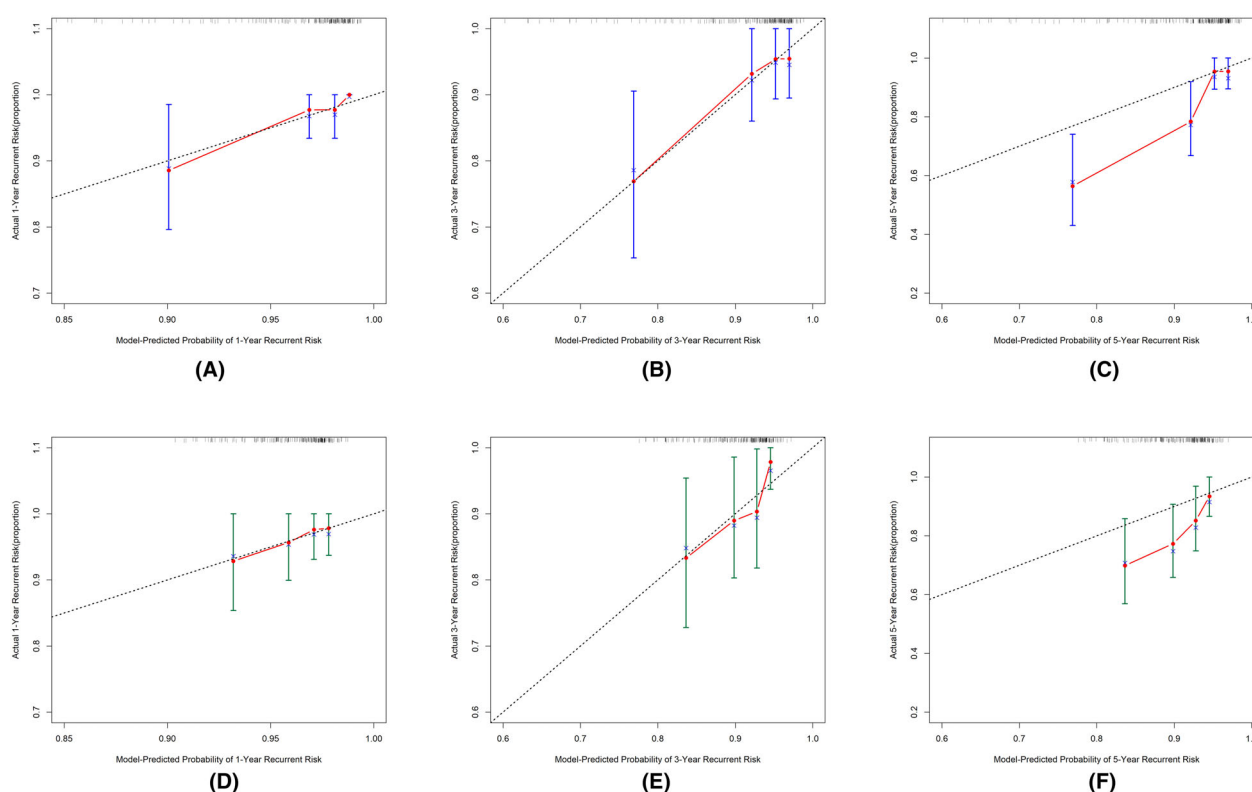 Actual 1-Year Recurrent Risk(proportion)
1.1
1.0
0.9
0.8
0.7
0.85 0.90 0.95 1.00
Model-Predicted Probability of 1-Year Recurrent Risk
(A)
Actual 3-Year Recurrent Risk(proportion)
1.0
0.9
0.8
0.7
0.6
0.6 0.7 0.8 0.9 1.0
Model-Predicted Probability of 3-Year Recurrent Risk
(B)
Actual 5-Year Recurrent Risk(proportion)
1.0
0.8
0.6
0.4
0.2
0.6 0.7 0.8 0.9
Model-Predicted Probability of 5-Year Recurrent Risk
(C)
Actual 1-Year Recurrent Risk(proportion)
1.1
1.0
0.9
0.8
0.7
0.85 0.90 0.95 1.00
Model-Predicted Probability of 1-Year Recurrent Risk
(D)
Actual 3-Year Recurrent Risk(proportion)
1.0
0.9
0.8
0.7
0.6
0.6 0.7 0.8 0.9 1.0
Model-Predicted Probability of 3-Year Recurrent Risk
(E)
Actual 5-Year Recurrent Risk(proportion)
1.0
0.8
0.6
0.4
0.2
0.6 0.7 0.8 0.9
Model-Predicted Probability of 5-Year Recurrent Risk
(F)